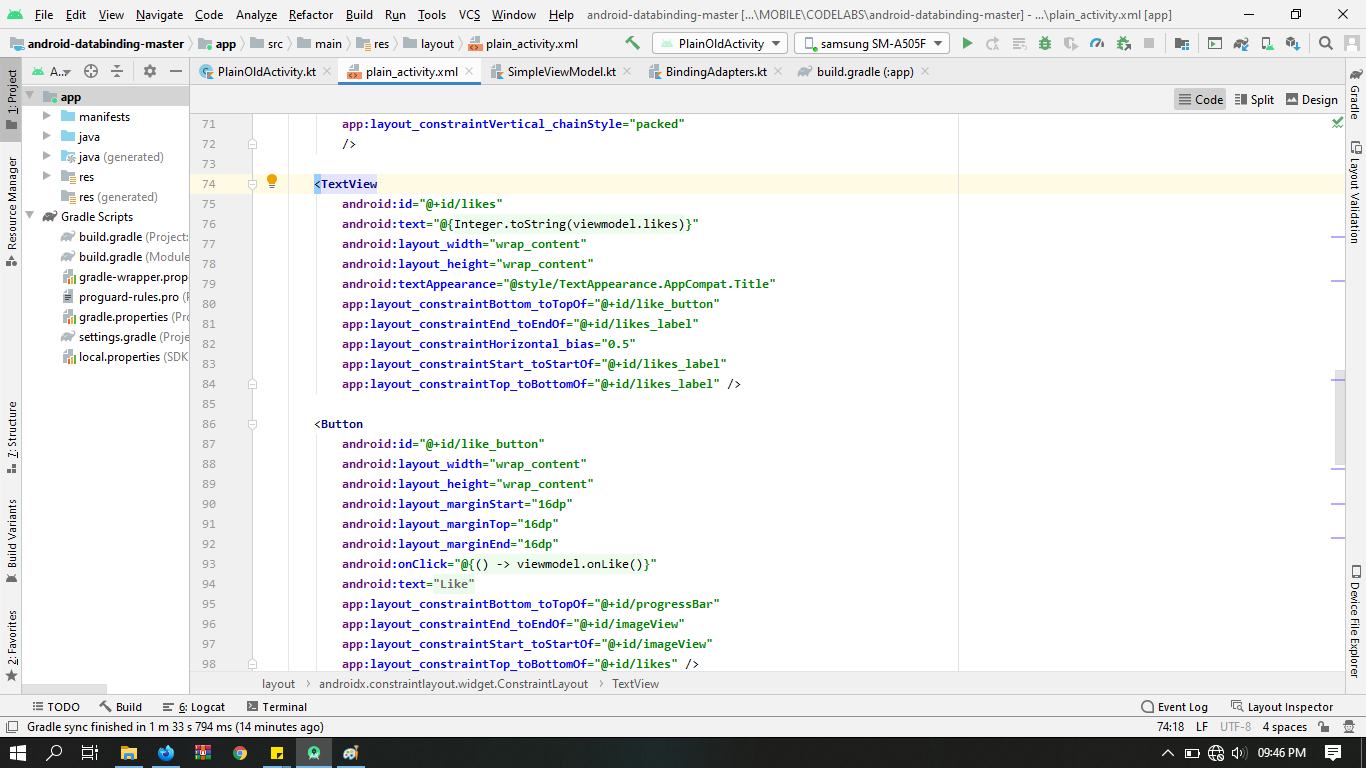 File Edit View Navigate Code Analyze Refactor Build Run Tools VCS Window Help android-databinding-master [...\MOBILE\CODELABS\android-databinding-master] - ...\plain_activity.xml [app]
android-databinding-master app src main res layout plain_activity.xml PlainOldActivity samsung SM-A505F
A... PlainOldActivity.kt plain_activity.xml SimpleViewModel.kt BindingAdapters.kt build.gradle (:app)
Code Split Design
1: Project
Resource Manager
7: Structure
Build Variants
2: Favorites
app
manifests
java
java (generated)
res
res (generated)
Gradle Scripts
build.gradle (Project:
build.gradle (Module
gradle-wrapper.prop
proguard-rules.pro (
gradle.properties (Pro
settings.gradle (Proje
local.properties (SDK
71 app:layout_constraintVertical_chainStyle="packed"
72 />
73
74 <TextView
75 android:id="@+id/likes"
76 android:text="@{Integer.toString(viewmodel.likes)}"
77 android:layout_width="wrap_content"
78 android:layout_height="wrap_content"
79 android:textAppearance="@style/TextAppearance.AppCompat.Title"
80 app:layout_constraintBottom_toTopOf="@+id/like_button"
81 app:layout_constraintEnd_toEndOf="@+id/likes_label"
82 app:layout_constraintHorizontal_bias="0.5"
83 app:layout_constraintStart_toStartOf="@+id/likes_label"
84 app:layout_constraintTop_toBottomOf="@+id/likes_label" />
85
86 <Button
87 android:id="@+id/like_button"
88 android:layout_width="wrap_content"
89 android:layout_height="wrap_content"
90 android:layout_marginStart="16dp"
91 android:layout_marginTop="16dp"
92 android:layout_marginEnd="16dp"
93 android:onClick="@{() -> viewmodel.onLike()}"
94 android:text="Like"
95 app:layout_constraintBottom_toTopOf="@+id/progressBar"
96 app:layout_constraintEnd_toEndOf="@+id/imageView"
97 app:layout_constraintStart_toStartOf="@+id/imageView"
98 app:layout_constraintTop_toBottomOf="@+id/likes" />
Gradle
Layout Validation
Device File Explorer
layout androidx.constraintlayout.widget.ConstraintLayout TextView
TODO Build 6: Logcat Terminal Event Log Layout Inspector
Gradle sync finished in 1 m 33 s 794 ms (14 minutes ago) 74:18 LF UTF-8 4 spaces
09:46 PM